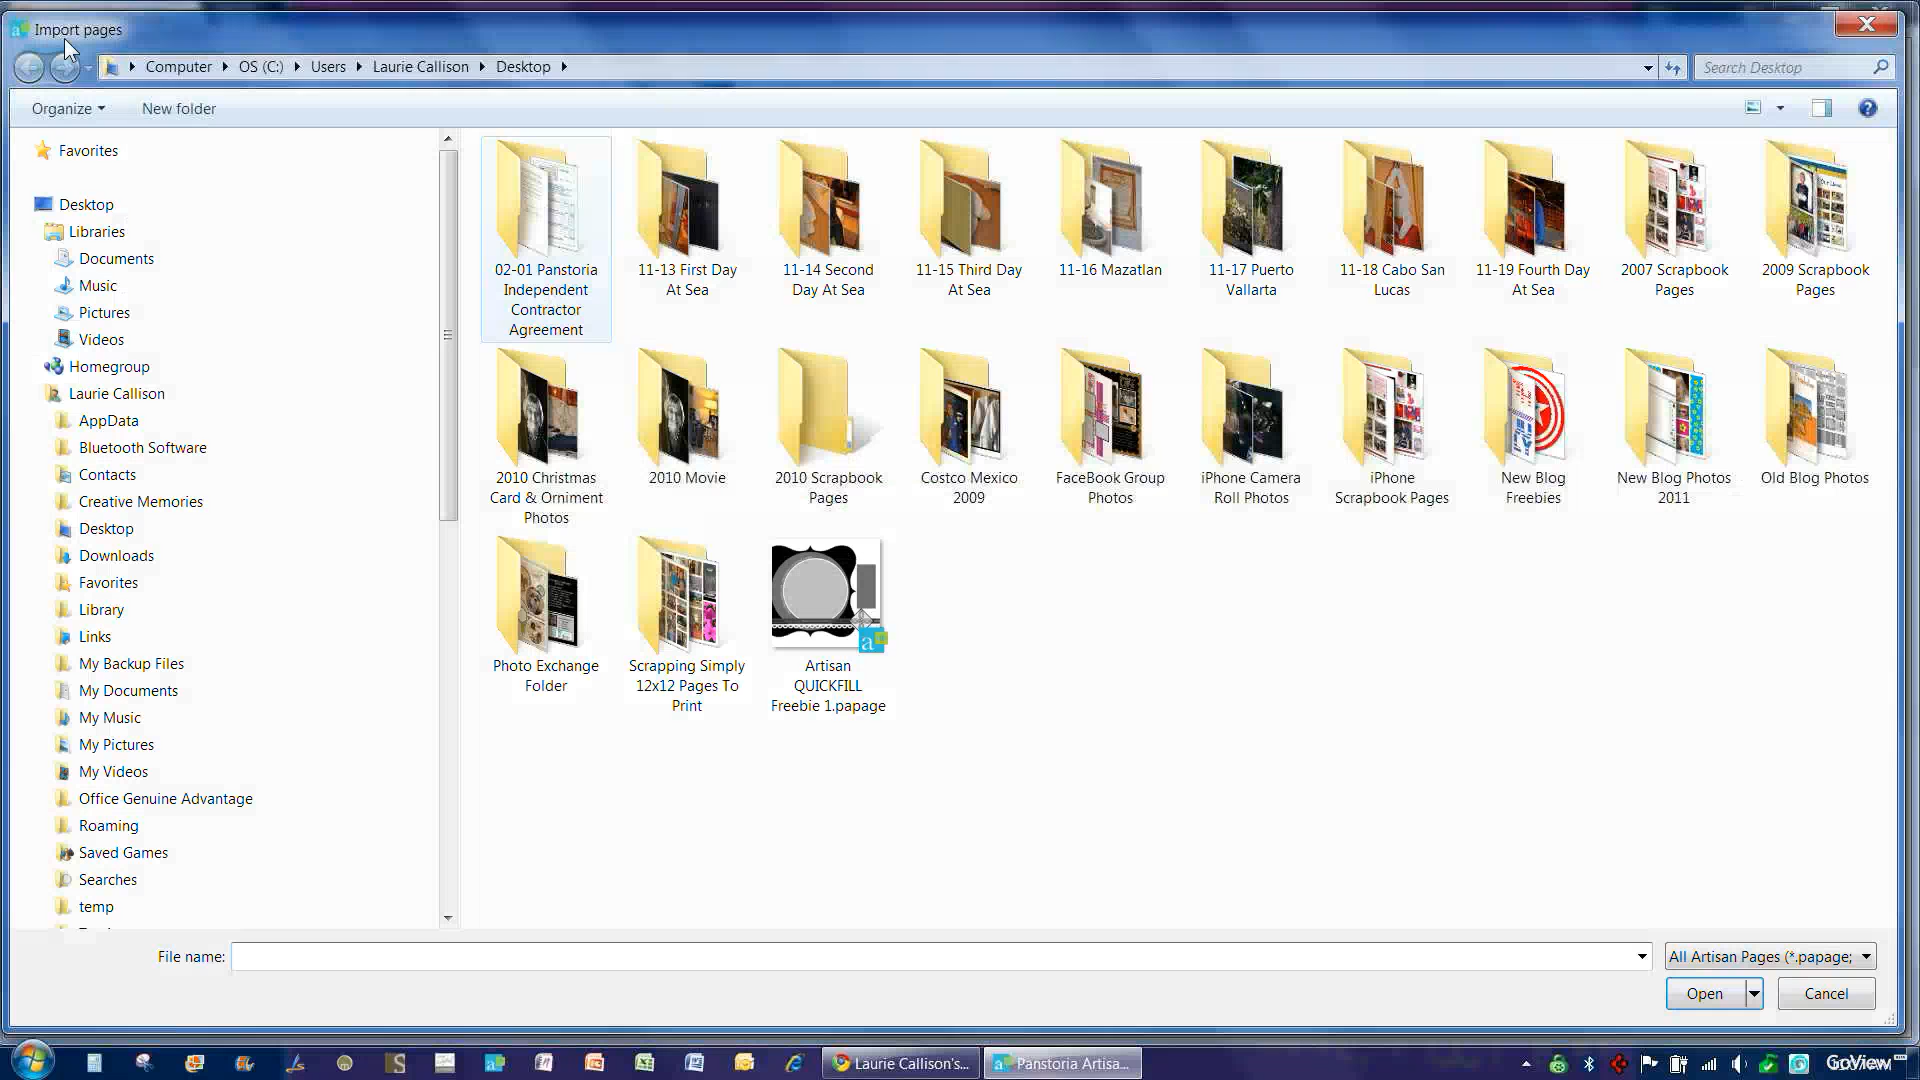 Import pages
Computer OS (C:) Users Laurie Callison Desktop
Search Desktop
Organize New folder
Favorites
Desktop
Libraries
Documents
Music
Pictures
Videos
Homegroup
Laurie Callison
AppData
Bluetooth Software
Contacts
Creative Memories
Desktop
Downloads
Favorites
Library
Links
My Backup Files
My Documents
My Music
My Pictures
My Videos
Office Genuine Advantage
Roaming
Saved Games
Searches
temp
02-01 Panstoria
Independent
Contractor
Agreement
11-13 First Day
At Sea
11-14 Second
Day At Sea
11-15 Third Day
At Sea
11-16 Mazatlan
11-17 Puerto
Vallarta
11-18 Cabo San
Lucas
11-19 Fourth Day
At Sea
2007 Scrapbook
Pages
2009 Scrapbook
Pages
2010 Christmas
Card & Orniment
Photos
2010 Movie
2010 Scrapbook
Pages
Costco Mexico
2009
FaceBook Group
Photos
iPhone Camera
Roll Photos
iPhone
Scrapbook Pages
New Blog
Freebies
New Blog Photos
2011
Old Blog Photos
Photo Exchange
Folder
Scrapping Simply
12x12 Pages To
Print
Artisan
QUICKFILL
Freebie 1.papage
File name:
All Artisan Pages (*.papage;
Open
Cancel
Laurie Callison's...
Panstoria Artisa...
GoView